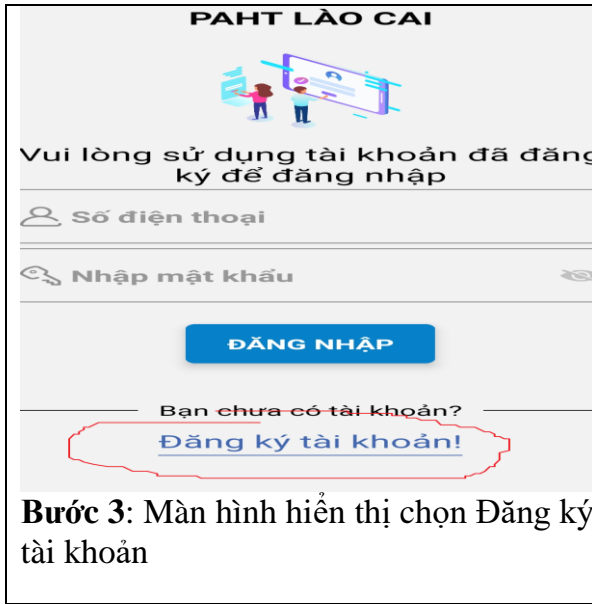 PAHT LÀO CAI
Vui lòng sử dụng tài khoản đã đăng
ký để đăng nhập
Số điện thoại
Nhập mật khẩu
ĐĂNG NHẬP
Bạn chưa có tài khoản?
Đăng ký tài khoản!
Bước 3: Màn hình hiển thị chọn Đăng ký
tài khoản